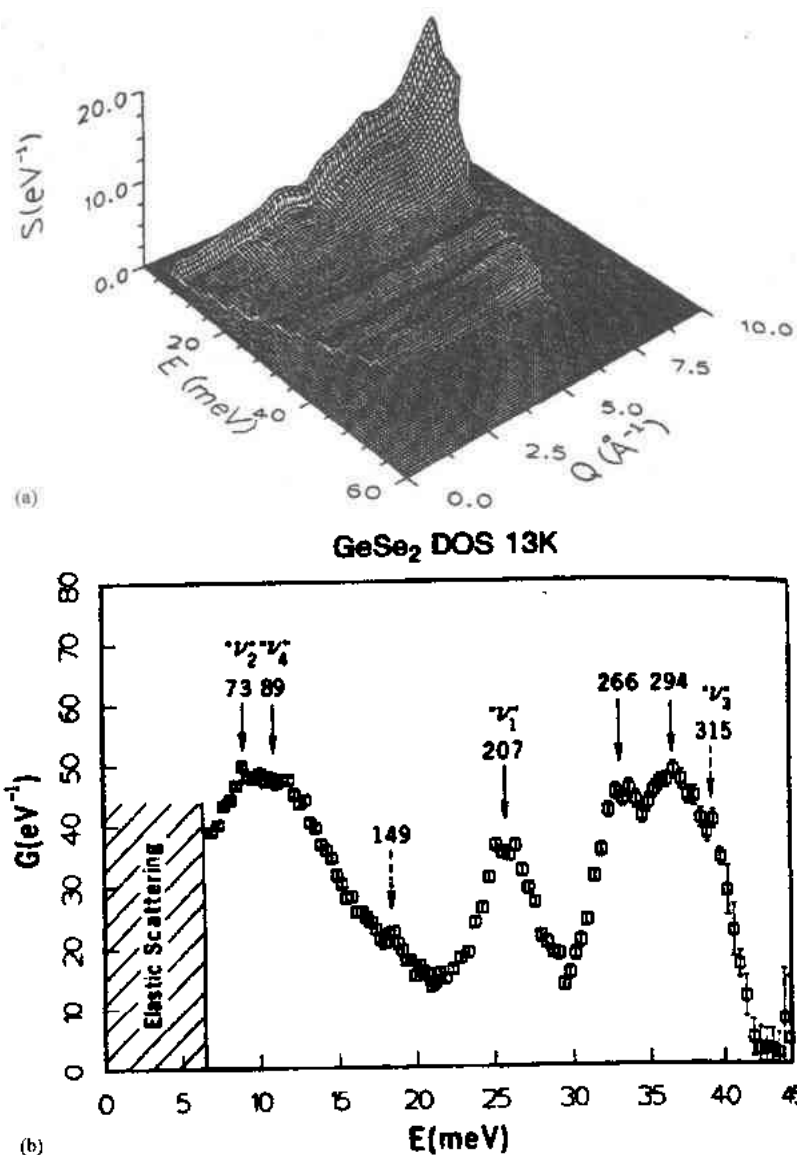 20.0
S(eV⁻¹)
10.0
0.0
20
E (meV)
40
60
10.0
7.5
5.0
2.5
0.0
Q (Å⁻¹)
(a)
GeSe₂ DOS 13K
80
70
60
50
40
30
20
10
0
G(eV⁻¹)
Elastic Scattering
"ν₂" "ν₄"
73 89
149
"ν₁"
207
266
294
"ν₃"
315
0 5 10 15 20 25 30 35 40 45
E(meV)
(b)